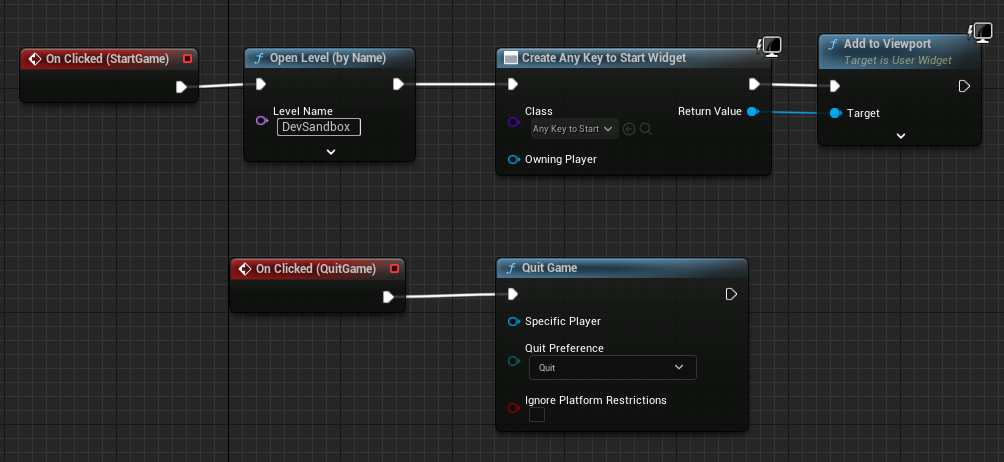 On Clicked (StartGame)
Open Level (by Name)
Level Name
DevSandbox
Create Any Key to Start Widget
Class
Any Key to Start
Return Value
Owning Player
Add to Viewport
Target is User Widget
Target
On Clicked (QuitGame)
Quit Game
Specific Player
Quit Preference
Quit
Ignore Platform Restrictions